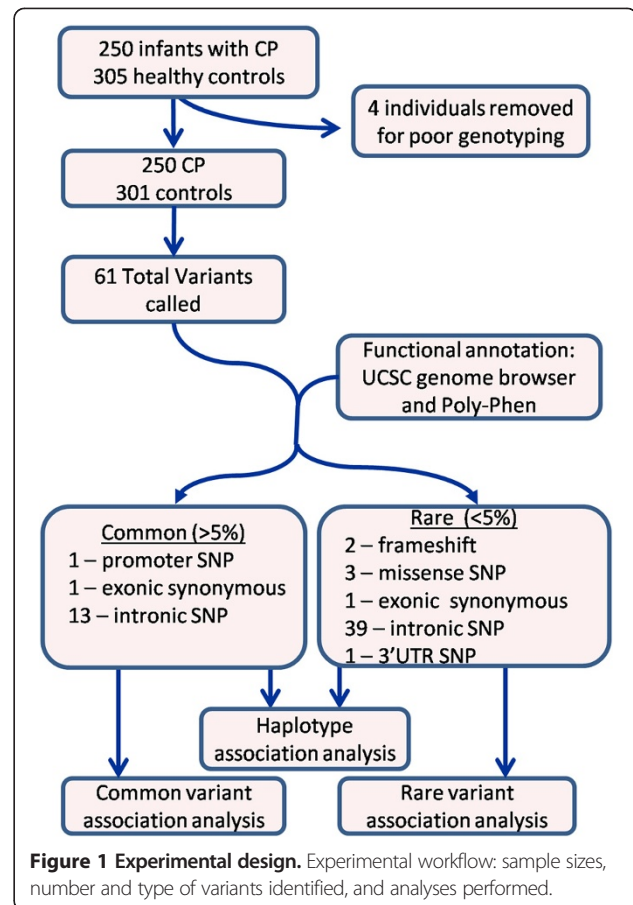 250 infants with CP
305 healthy controls
4 individuals removed
for poor genotyping
250 CP
301 controls
61 Total Variants
called
Functional annotation:
UCSC genome browser
and Poly-Phen
Common (>5%)
1 – promoter SNP
1 – exonic synonymous
13 – intronic SNP
Rare (<5%)
2 – frameshift
3 – missense SNP
1 – exonic synonymous
39 – intronic SNP
1 – 3'UTR SNP
Haplotype
association analysis
Common variant
association analysis
Rare variant
association analysis
Figure 1 Experimental design. Experimental workflow: sample sizes,
number and type of variants identified, and analyses performed.